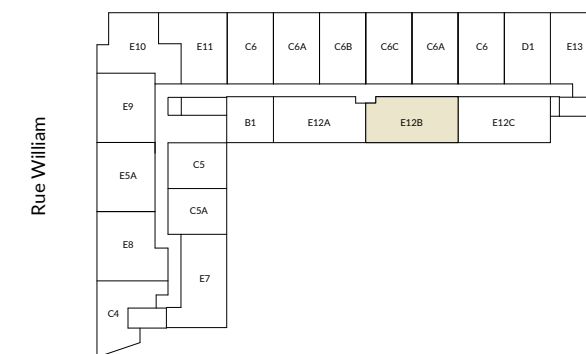 E10
E11
C6
C6A
C6B
C6C
C6A
C6
D1
E13
E9
B1
E12A
E12B
E12C
Rue William
E5A
C5
C5A
E8
E7
C4